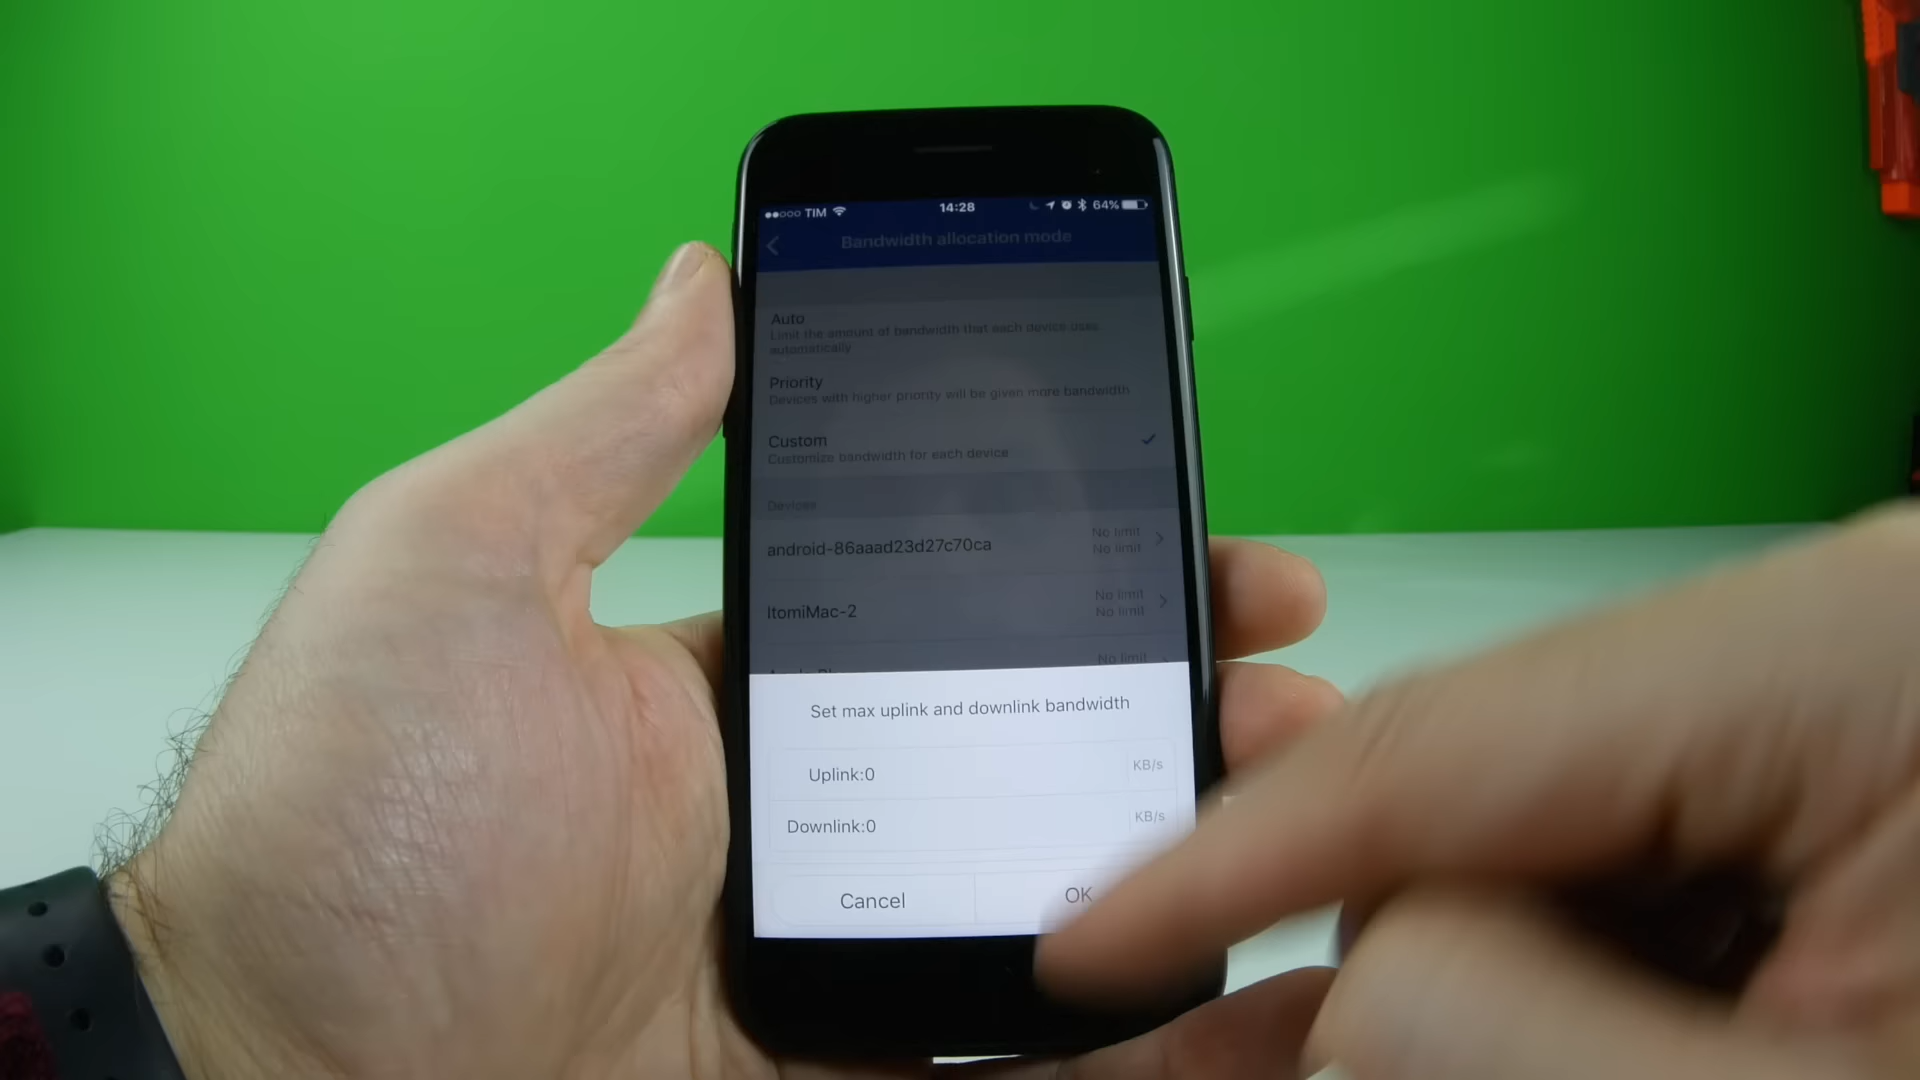 TIM 14:28 64%
Bandwidth allocation mode
Auto
Limit the amount of bandwidth that each device uses
automatically
Priority
Devices with higher priority will be given more bandwidth
Custom
Customize bandwidth for each device
Devices
android-86aaad23d27c70ca
No limit
No limit
ItomiMac-2
No limit
No limit
No limit
Set max uplink and downlink bandwidth
Uplink:0 KB/s
Downlink:0 KB/s
Cancel OK